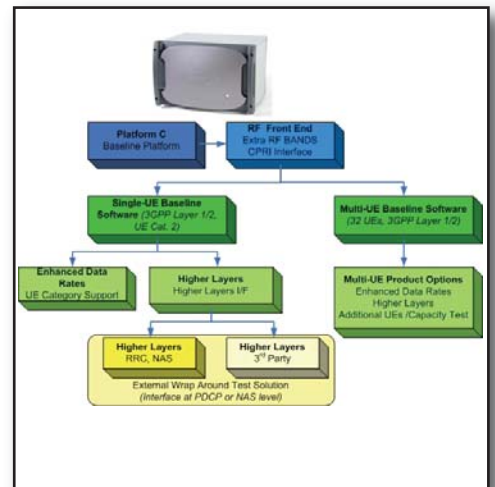 Platform C
Baseline Platform
RF Front End
Extra RF BANDS
CPRI Interface
Single-UE Baseline
Software (3GPP Layer 1/2,
UE Cat. 2)
Multi-UE Baseline Software
(32 UEs, 3GPP Layer 1/2)
Enhanced Data
Rates
UE Category Support
Higher Layers
Higher Layers I/F
Multi-UE Product Options
Enhanced Data Rates
Higher Layers
Additional UEs /Capacity Test
Higher Layers
RRC, NAS
Higher Layers
3rd Party
External Wrap Around Test Solution
(Interface at PDCP or NAS level)